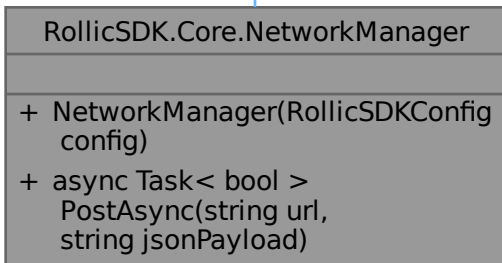 RollicSDK.Core.NetworkManager
+ NetworkManager(RollicSDKConfig
config)
+ async Task< bool >
PostAsync(string url,
string jsonPayload)